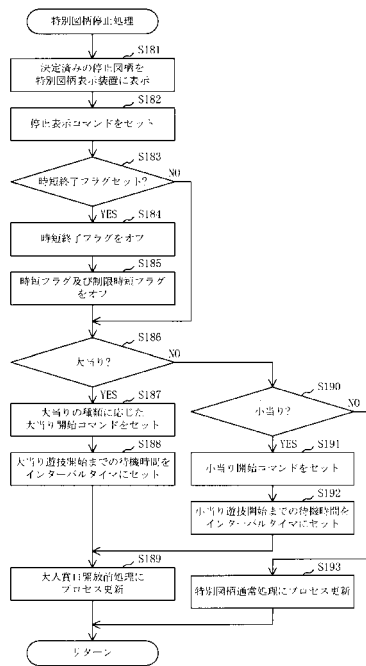 特別図柄停止処理
S181
決定済みの停止図柄を
特別図柄表示装置に表示
S182
停止表示コマンドをセット
S183
時短終了フラグセット?
NO
YES
S184
時短終了フラグをオフ
S185
時短フラグ及び制限時短フラグ
をオフ
S186
大当り?
NO
YES
S187
大当りの種類に応じた
大当り開始コマンドをセット
S188
大当り遊技開始までの待機時間を
インターバルタイマにセット
S190
小当り?
NO
YES
S191
小当り開始コマンドをセット
S192
小当り遊技開始までの待機時間を
インターバルタイマにセット
S189
大入賞口開放前処理に
プロセス更新
S193
特別図柄通常処理にプロセス更新
リターン